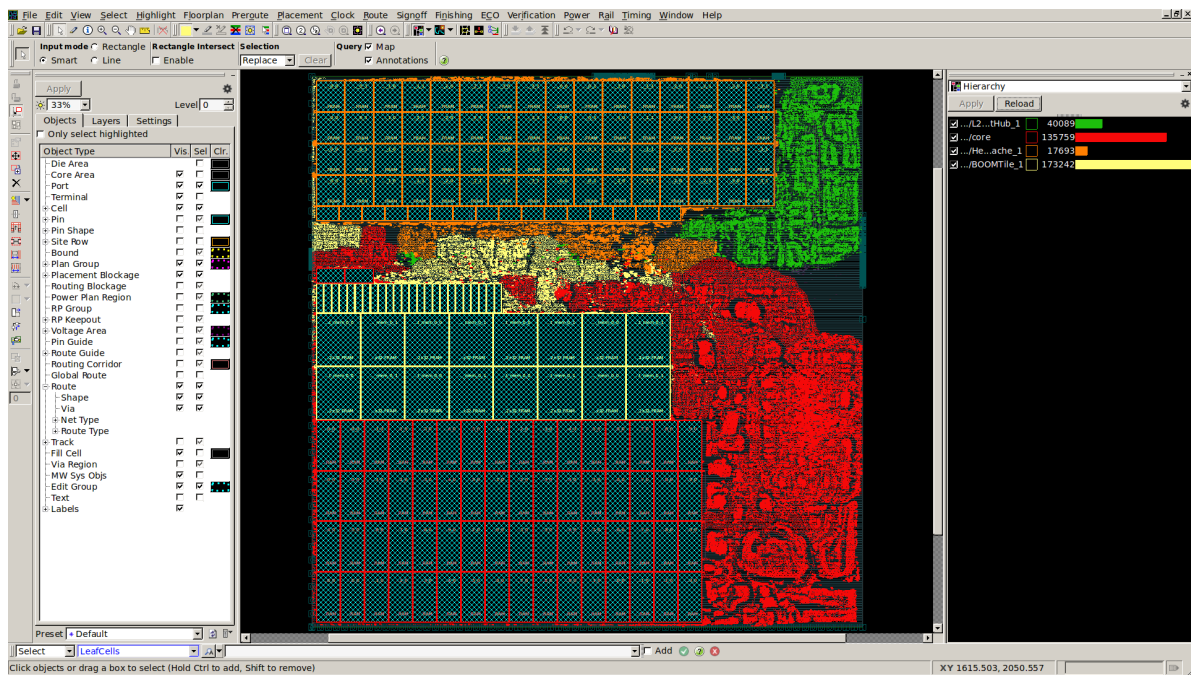 File Edit View Select Highlight Floorplan Preroute Placement Clock Route Signoff Finishing ECO Verification Power Rail Timing Window Help
Input mode Rectangle Rectangle Intersect Selection Query Map
Smart Line Enable Replace Clear Annotations
Apply
33% Level 0
Objects Layers Settings
Only select highlighted
Object Type Vis. Sel Clr.
Die Area
Core Area
Port
Terminal
Cell
Pin
Pin Shape
Site Row
Bound
Plan Group
Placement Blockage
Routing Blockage
Power Plan Region
RP Group
RP Keepout
Voltage Area
Pin Guide
Route Guide
Routing Corridor
Global Route
Route
Shape
Via
Net Type
Route Type
Track
Fill Cell
Via Region
MW Sys Objs
Edit Group
Text
Labels
0
Preset Default
Hierarchy
Apply Reload
.../L2...tHub_1 40089
.../core 135759
.../He...ache_1 17693
.../BOOMTile_1 173242
Select LeafCells Add
Click objects or drag a box to select (Hold Ctrl to add, Shift to remove) XY 1615.503, 2050.557